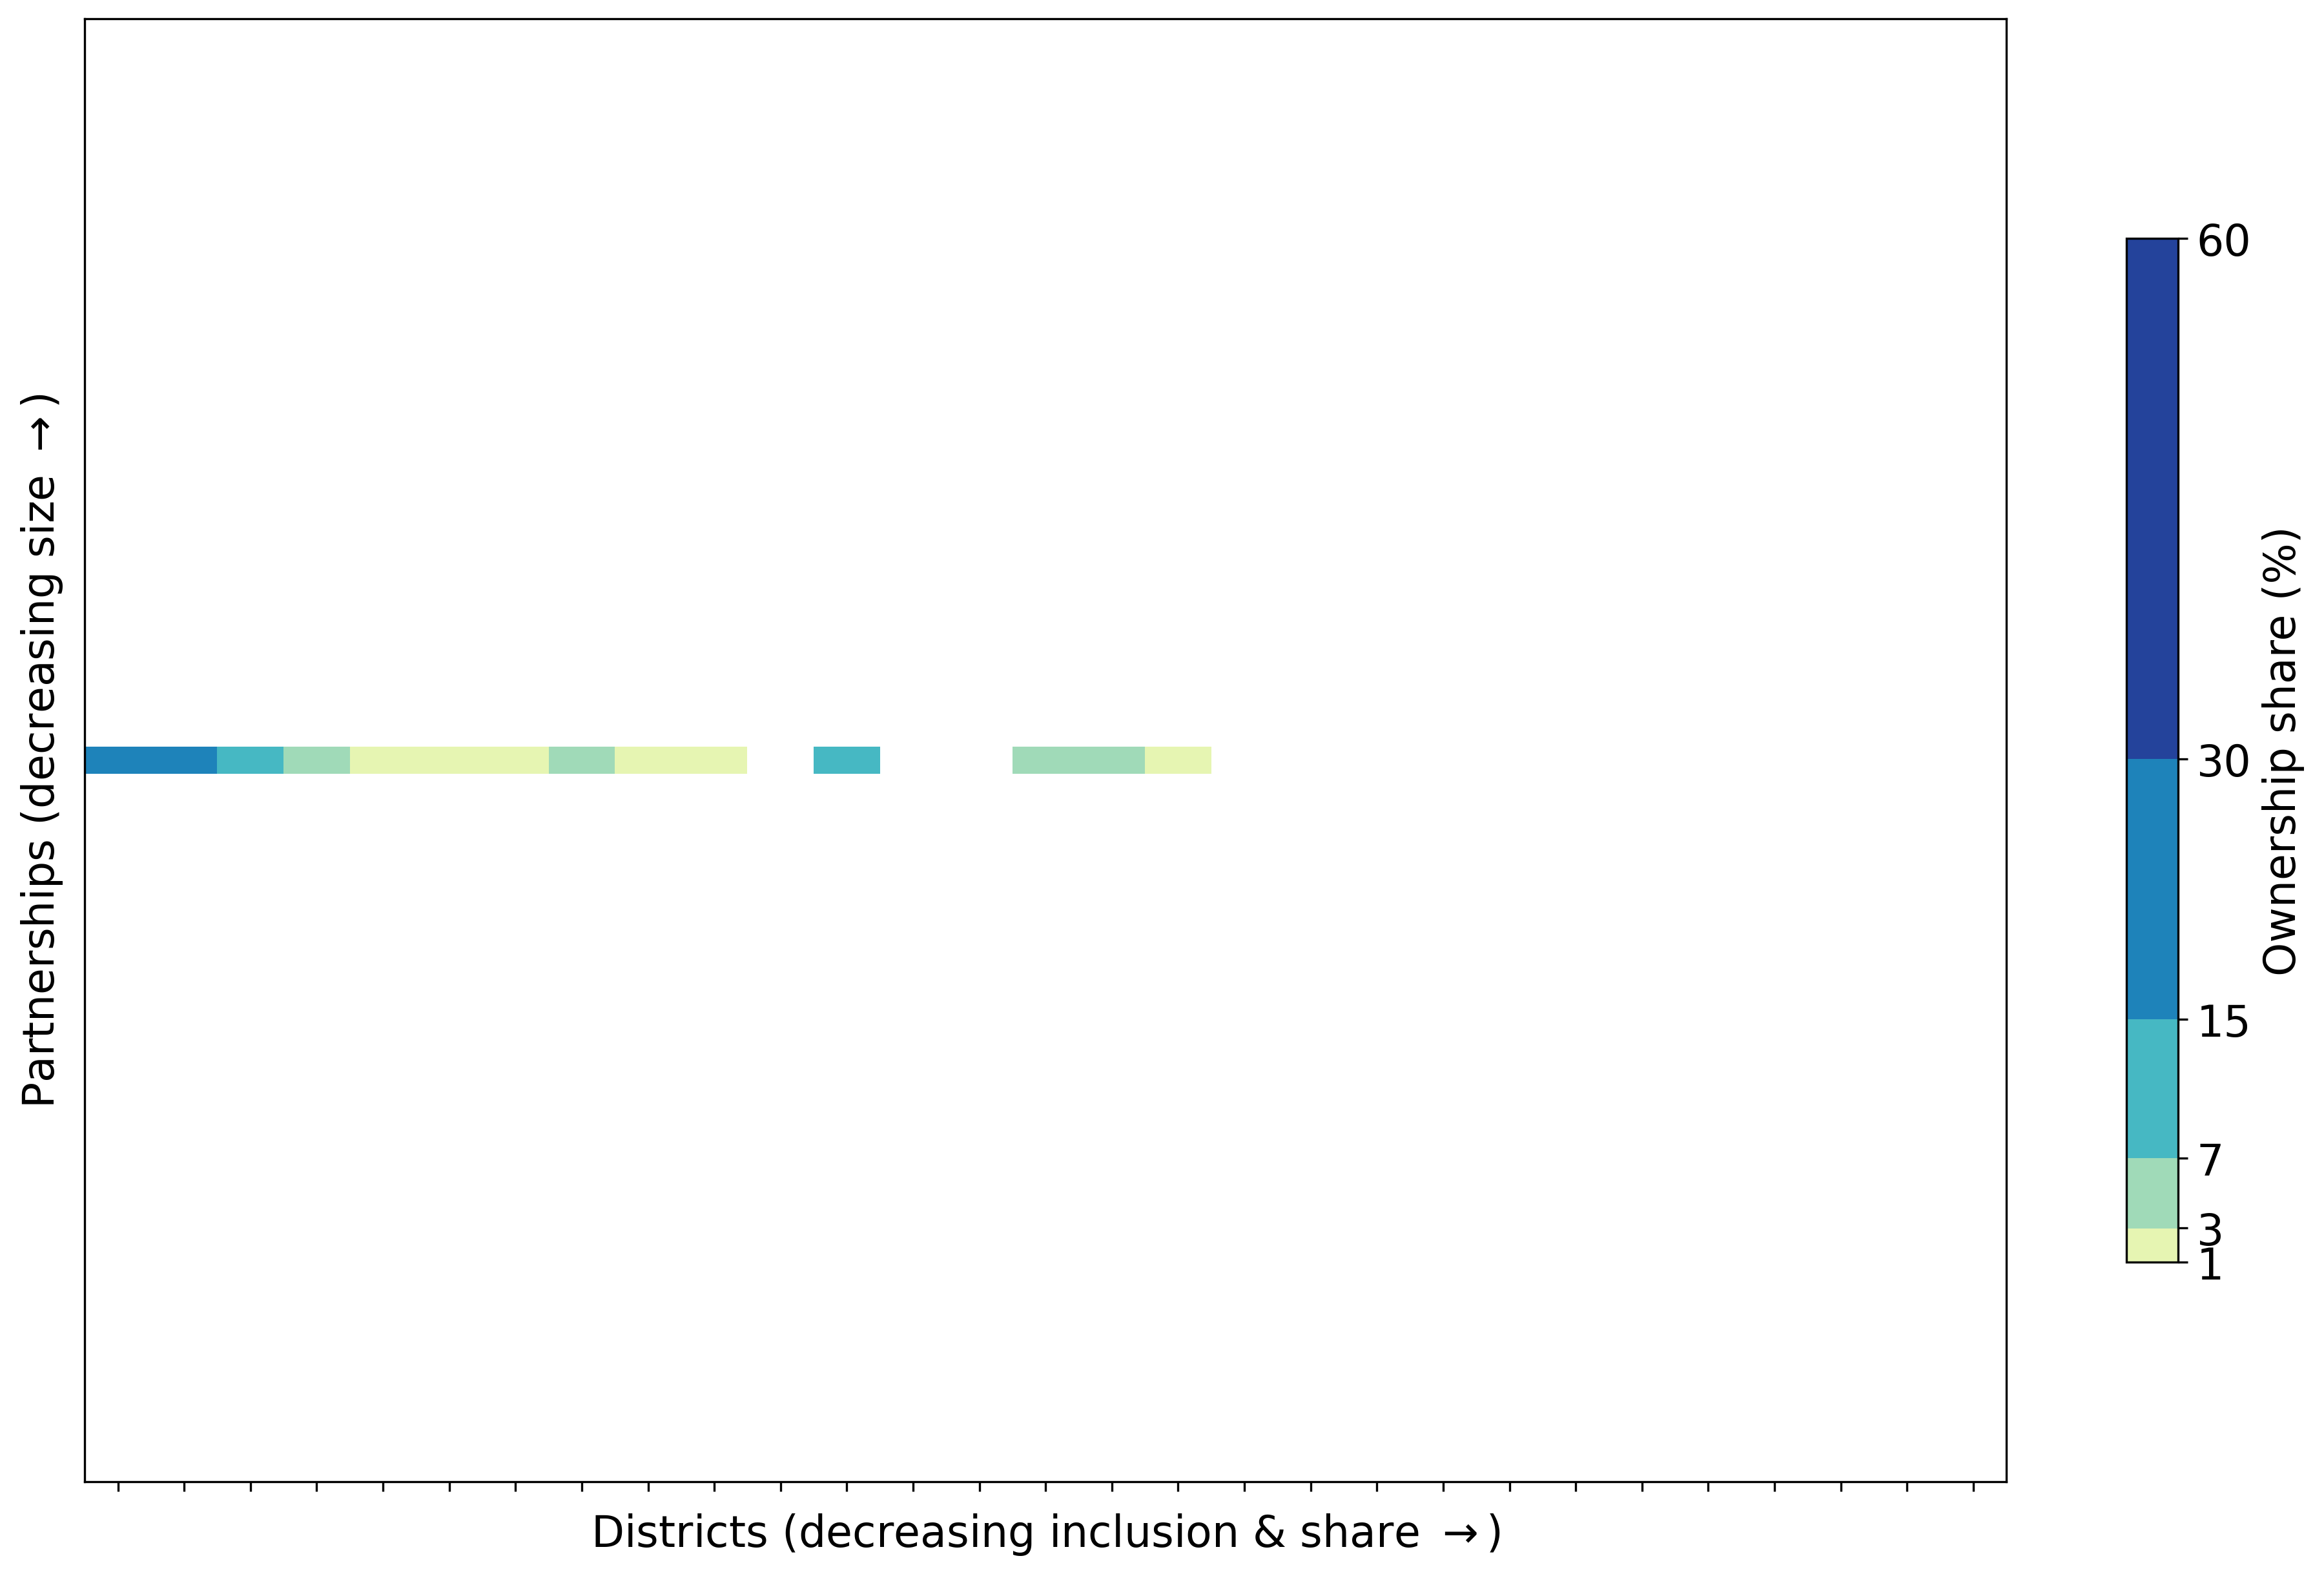 Partnerships (decreasing size →)
Districts (decreasing inclusion & share →)
60
30
15
7
3
1
Ownership share (%)